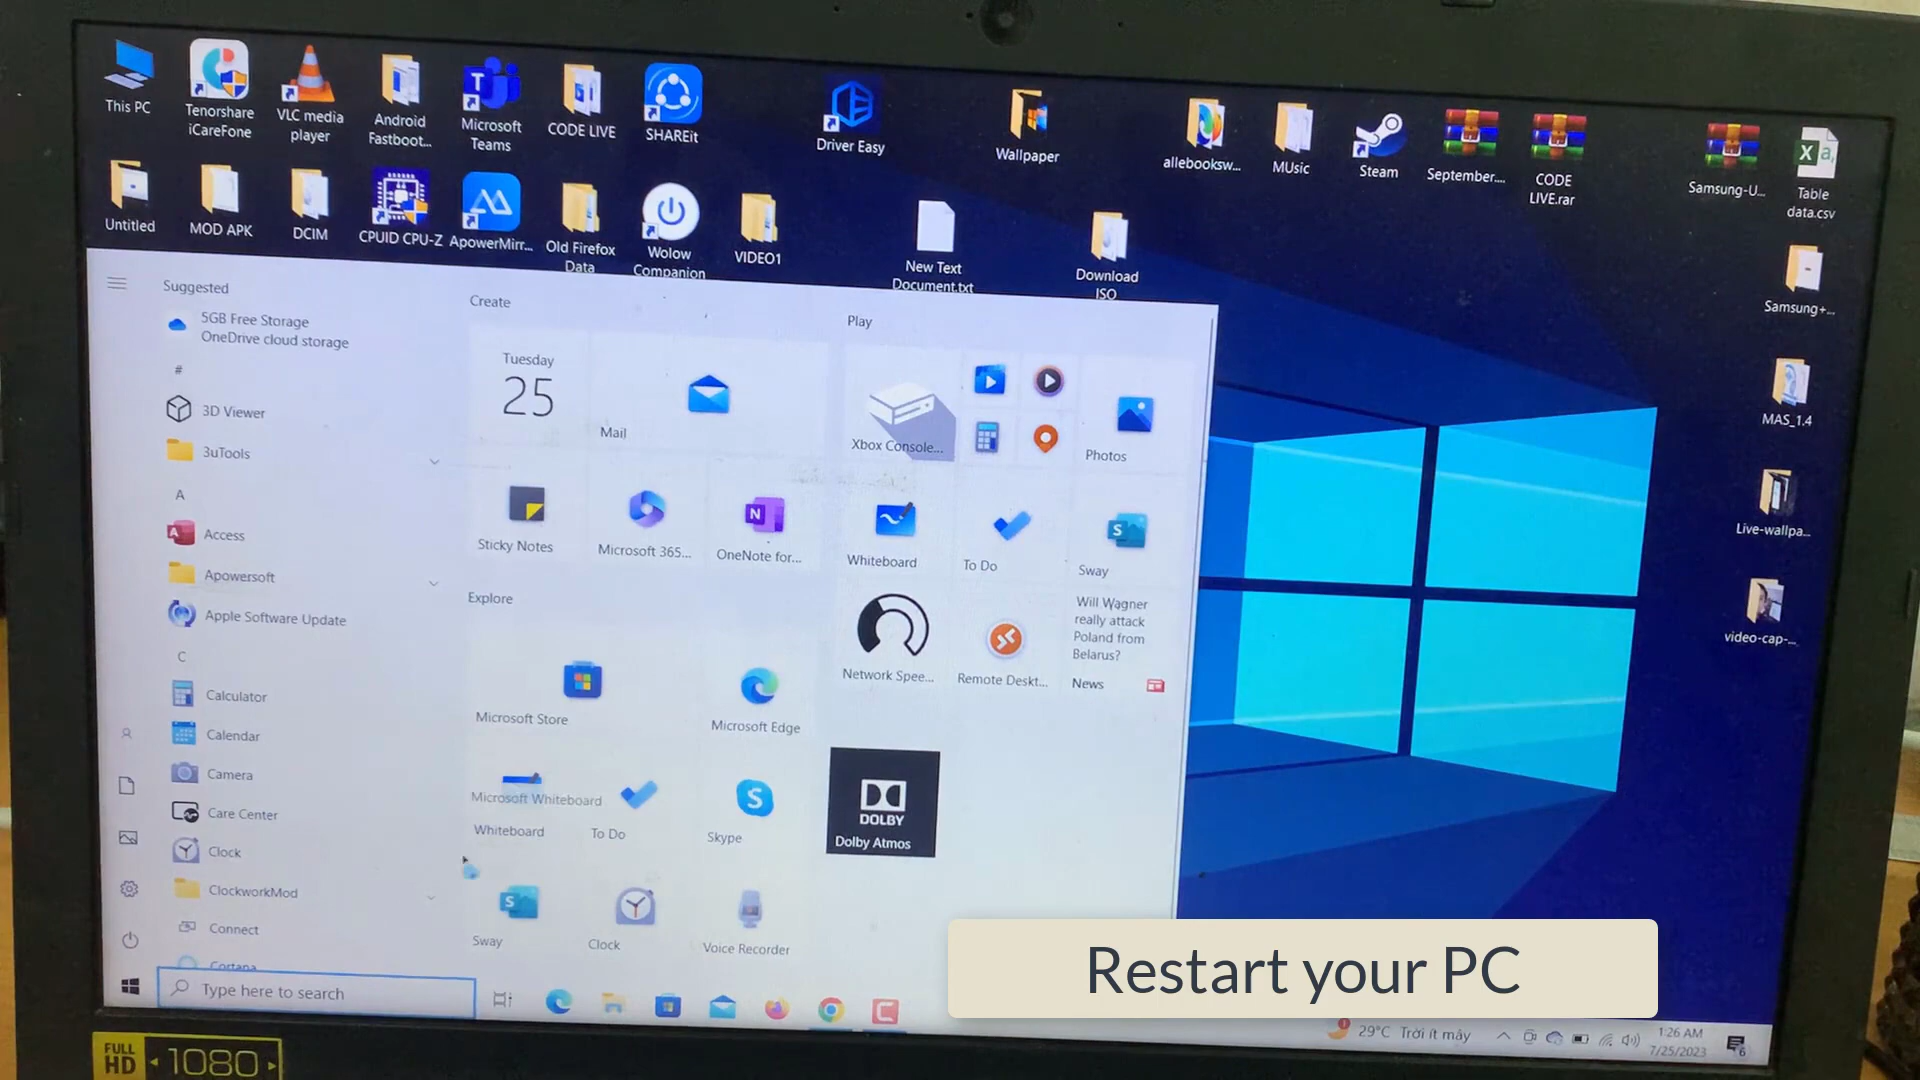 This PC
Tenorshare
iCareFone
VLC media
player
Android
Fastboot...
Microsoft
Teams
CODE LIVE
SHAREit
Driver Easy
Wallpaper
allebooksw...
MUsic
Steam
September....
CODE
LIVE.rar
Samsung-U...
Table
data.csv
Untitled
MOD APK
DCIM
CPUID CPU-Z
ApowerMirr...
Old Firefox
Data
Wolow
Companion
VIDEO1
New Text
Document.txt
Download
ISO
Samsung+...
MAS_1.4
Live-wallpa...
video-cap-...
Suggested
5GB Free Storage
OneDrive cloud storage
#
3D Viewer
3uTools
A
Access
Apowersoft
Apple Software Update
C
Calculator
Calendar
Camera
Care Center
Clock
ClockworkMod
Connect
Cortana
Type here to search
Create
Tuesday
25
Mail
Sticky Notes
Microsoft 365...
OneNote for...
Explore
Microsoft Store
Microsoft Edge
Microsoft Whiteboard
Whiteboard
To Do
Skype
Sway
Clock
Voice Recorder
Play
Xbox Console...
Photos
Whiteboard
To Do
Sway
Network Spee...
Remote Deskt...
Will Wagner
really attack
Poland from
Belarus?
News
DOLBY
Dolby Atmos
Restart your PC
29°C Trời ít mây
1:26 AM
7/25/2023
6
FULL
HD
1080